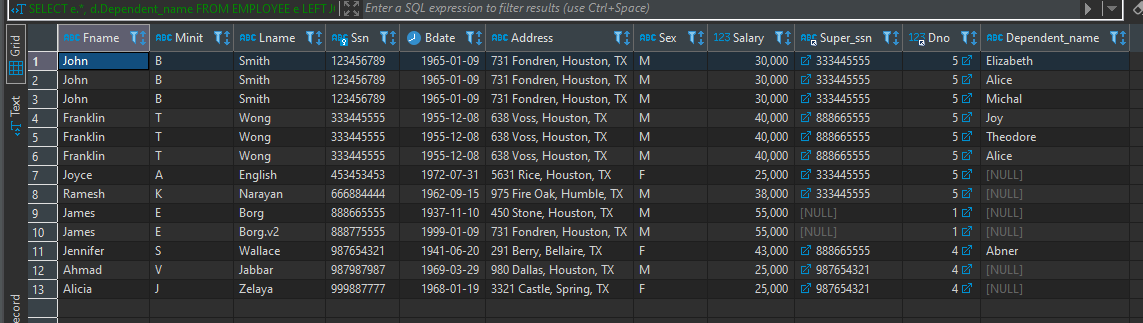 SELECT e.*, d.Dependent_name FROM EMPLOYEE e LEFT J Enter a SQL expression to filter results (use Ctrl+Space)
Grid
Text
ecord
ABC Fname ABC Minit ABC Lname ABC Ssn Bdate ABC Address ABC Sex 123 Salary ABC Super_ssn 123 Dno ABC Dependent_name
1 John B Smith 123456789 1965-01-09 731 Fondren, Houston, TX M 30,000 333445555 5 Elizabeth
2 John B Smith 123456789 1965-01-09 731 Fondren, Houston, TX M 30,000 333445555 5 Alice
3 John B Smith 123456789 1965-01-09 731 Fondren, Houston, TX M 30,000 333445555 5 Michal
4 Franklin T Wong 333445555 1955-12-08 638 Voss, Houston, TX M 40,000 888665555 5 Joy
5 Franklin T Wong 333445555 1955-12-08 638 Voss, Houston, TX M 40,000 888665555 5 Theodore
6 Franklin T Wong 333445555 1955-12-08 638 Voss, Houston, TX M 40,000 888665555 5 Alice
7 Joyce A English 453453453 1972-07-31 5631 Rice, Houston, TX F 25,000 333445555 5 [NULL]
8 Ramesh K Narayan 666884444 1962-09-15 975 Fire Oak, Humble, TX M 38,000 333445555 5 [NULL]
9 James E Borg 888665555 1937-11-10 450 Stone, Houston, TX M 55,000 [NULL] 1 [NULL]
10 James E Borg.v2 888775555 1999-01-09 731 Fondren, Houston, TX M 55,000 [NULL] 1 [NULL]
11 Jennifer S Wallace 987654321 1941-06-20 291 Berry, Bellaire, TX F 43,000 888665555 4 Abner
12 Ahmad V Jabbar 987987987 1969-03-29 980 Dallas, Houston, TX M 25,000 987654321 4 [NULL]
13 Alicia J Zelaya 999887777 1968-01-19 3321 Castle, Spring, TX F 25,000 987654321 4 [NULL]